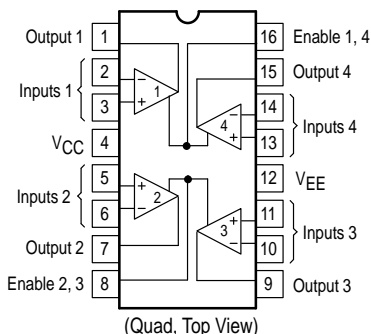 Output 1 1 16 Enable 1, 4
15 Output 4
2 − 1 14 −
Inputs 1 Inputs 4
3 + 4 13 +
VCC 4 12 VEE
5 + 2 11 +
Inputs 2 Inputs 3
6 − 3 10 −
Output 2 7
Enable 2, 3 8 9 Output 3
(Quad, Top View)